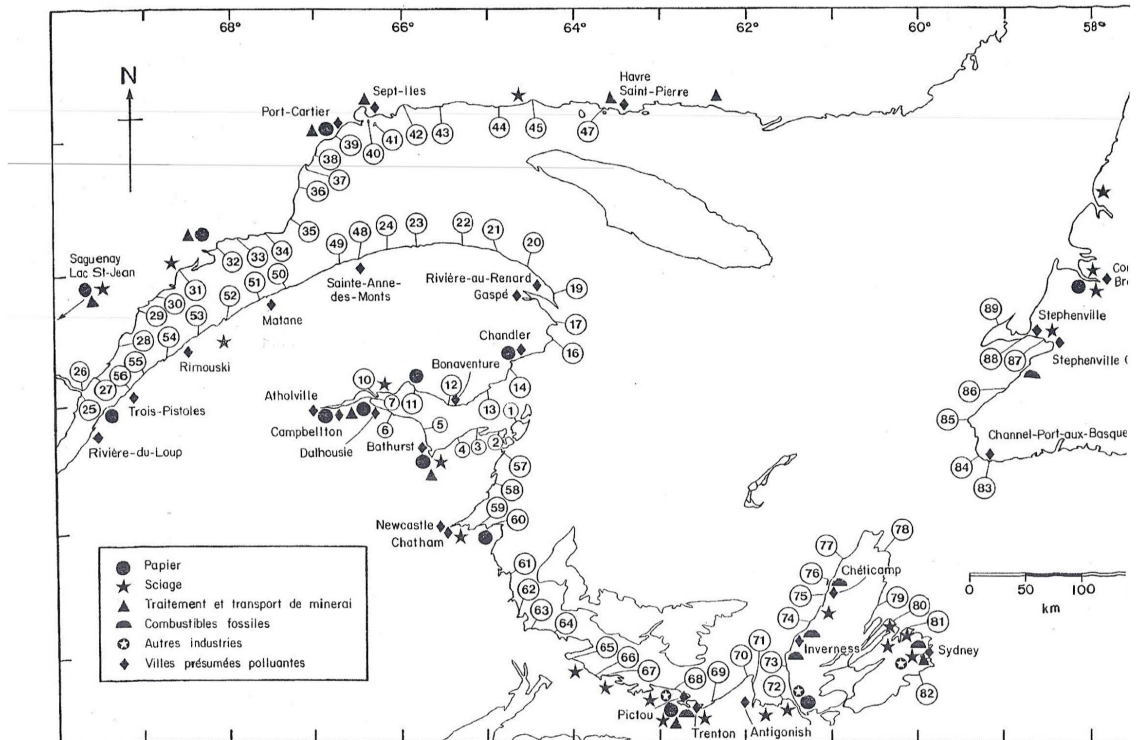 68°
66°
64°
62°
60°
58°
N
Sept-Iles
Havre
Saint-Pierre
Port-Cartier
47
44
45
42
43
41
40
39
38
37
36
35
34
33
32
31
30
29
28
27
26
25
Saguenay
Lac St-Jean
48
24
23
22
21
20
49
50
51
52
53
54
55
56
Sainte-Anne-
des-Monts
Rivière-au-Renard
Gaspé
19
17
16
Matane
Rimouski
Trois-Pistoles
Rivière-du-Loup
Chandler
Bonaventure
14
13
12
11
10
7
6
5
4
3
2
1
Atholville
Campbellton
Dalhousie
Bathurst
57
58
59
60
Newcastle
Chatham
61
62
63
64
65
66
67
68
69
70
71
72
73
74
75
76
77
78
79
80
81
82
Pictou
Trenton
Antigonish
Inverness
Chéticamp
Sydney
89
88
87
86
85
84
83
Stephenville
Stephenville
Channel-Port-aux-Basque
Co
Br
0
50
100
km
Papier
Sciage
Traitement et transport de minerai
Combustibles fossiles
Autres industries
Villes présumées polluantes